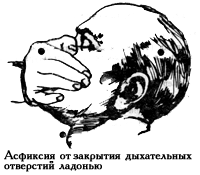 Асфиксия от закрытия дыхательных
отверстий ладонью